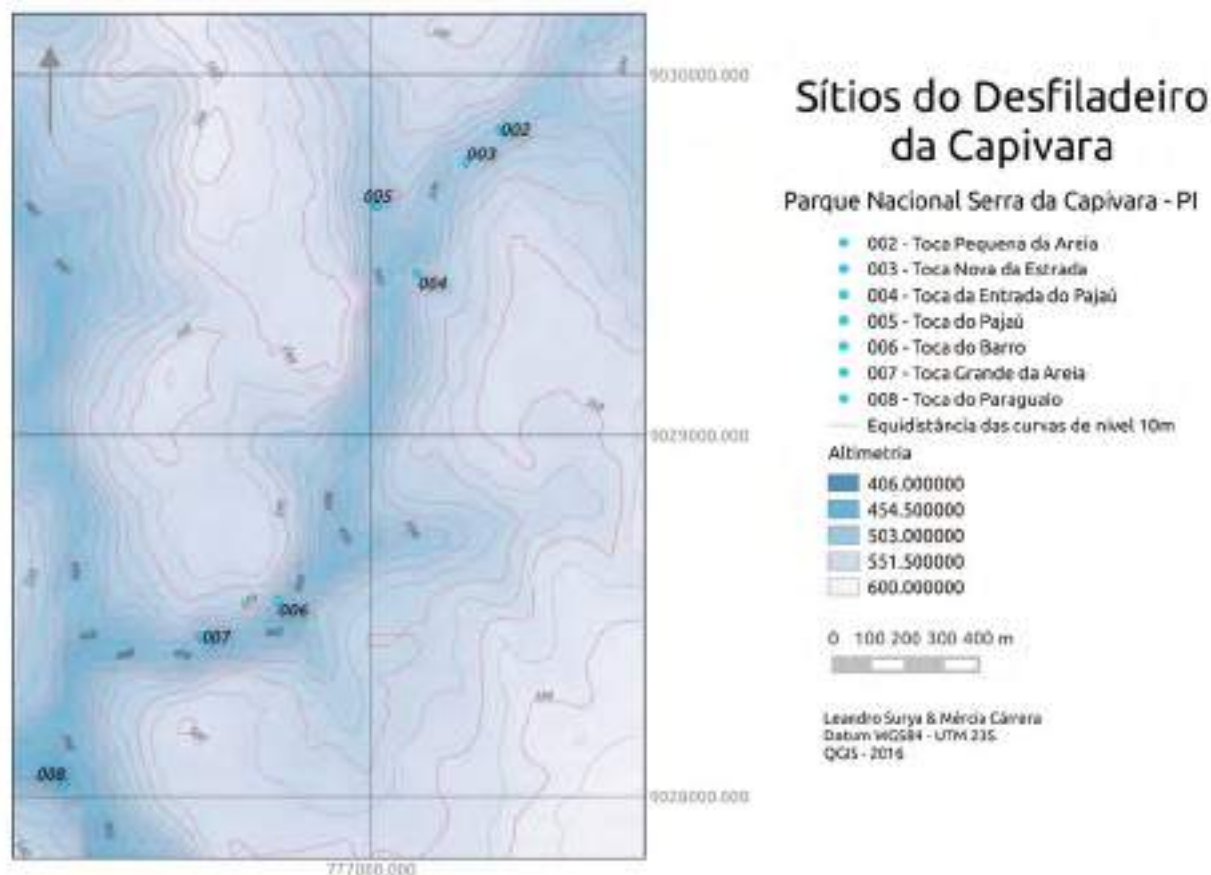 9030000.000
002
003
005
004
9029000.000
006
007
008
9028000.000
777000.000
Sítios do Desfiladeiro
da Capivara
Parque Nacional Serra da Capivara - PI
002 - Toca Pequena da Areia
003 - Toca Nova da Estrada
004 - Toca da Entrada do Pajaú
005 - Toca do Pajaú
006 - Toca do Barro
007 - Toca Grande da Areia
008 - Toca do Paraguaio
Equidistância das curvas de nível 10m
Altimetria
406.000000
454.500000
503.000000
551.500000
600.000000
0 100 200 300 400 m
Leandro Surya & Mércia Cárrera
Datum WGS84 - UTM 23S
QGIS - 2016